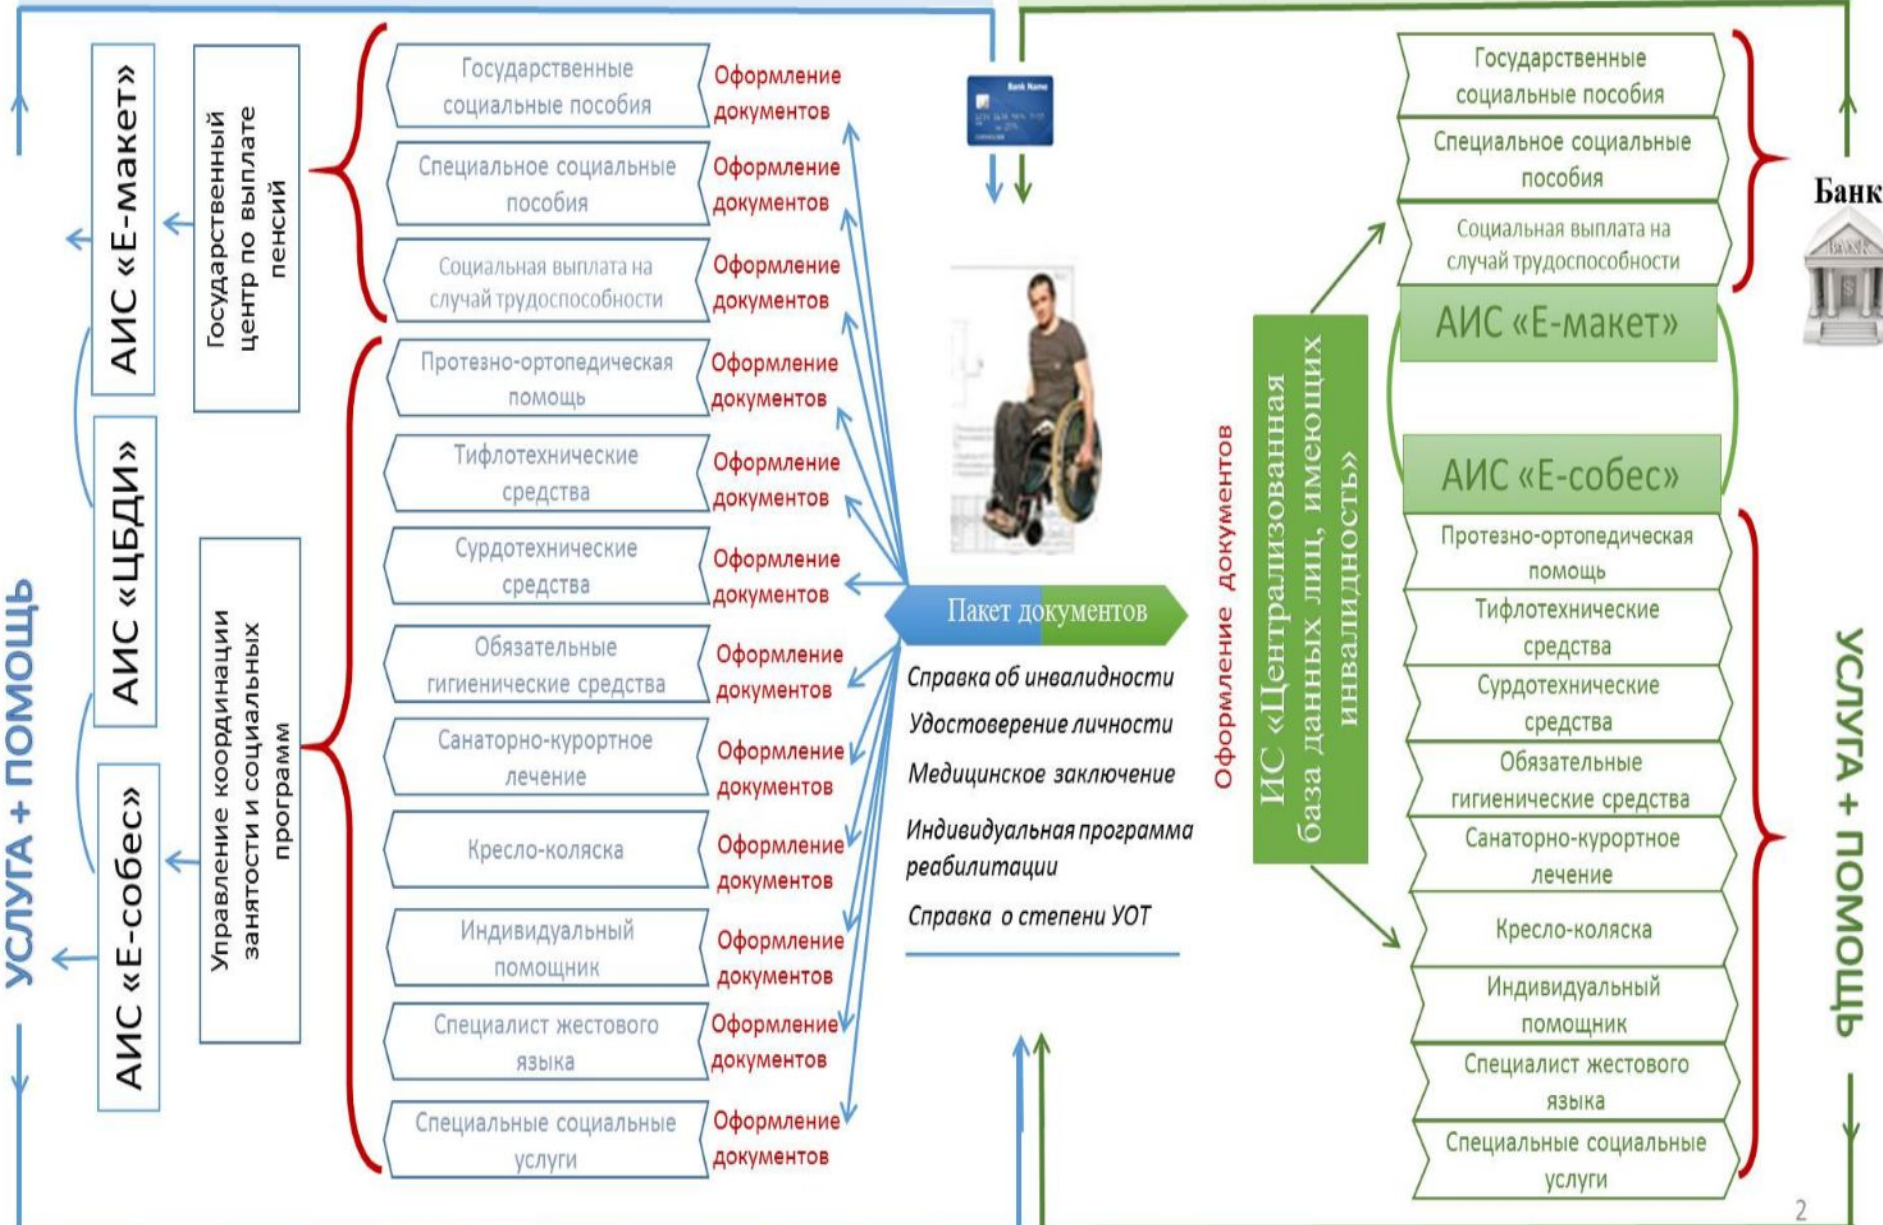 УСЛУГА + ПОМОЩЬ
АИС «Е-макет»
АИС «ЦБДИ»
АИС «Е-собес»
Государственный
центр по выплате
пенсий
Управление координации
занятости и социальных
программ
Государственные
социальные пособия
Оформление
документов
Специальное социальные
пособия
Оформление
документов
Социальная выплата на
случай трудоспособности
Оформление
документов
Протезно-ортопедическая
помощь
Оформление
документов
Тифлотехнические
средства
Оформление
документов
Сурдотехнические
средства
Оформление
документов
Обязательные
гигиенические средства
Оформление
документов
Санаторно-курортное
лечение
Оформление
документов
Кресло-коляска
Оформление
документов
Индивидуальный
помощник
Оформление
документов
Специалист жестового
языка
Оформление
документов
Специальные социальные
услуги
Оформление
документов
Bank Name
Пакет документов
Справка об инвалидности
Удостоверение личности
Медицинское заключение
Индивидуальная программа
реабилитации
Справка о степени УОТ
Оформление документов
ИС «Централизованная
база данных лиц, имеющих
инвалидность»
Государственные
социальные пособия
Специальное социальные
пособия
Социальная выплата на
случай трудоспособности
АИС «Е-макет»
АИС «Е-собес»
Протезно-ортопедическая
помощь
Тифлотехнические
средства
Сурдотехнические
средства
Обязательные
гигиенические средства
Санаторно-курортное
лечение
Кресло-коляска
Индивидуальный
помощник
Специалист жестового
языка
Специальные социальные
услуги
Банк
BANK
$
УСЛУГА + ПОМОЩЬ
2